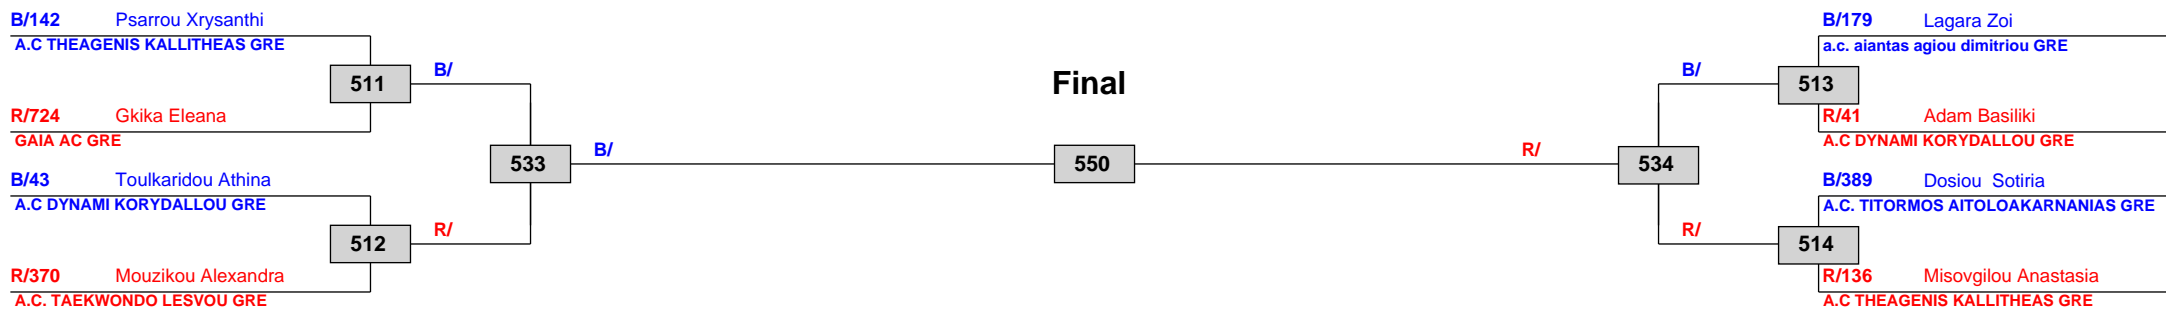 B/142 Psarrou Xrysanthi
A.C THEAGENIS KALLITHEAS GRE
511
B/
R/724 Gkika Eleana
GAIA AC GRE
533
B/
B/43 Toulkaridou Athina
A.C DYNAMI KORYDALLOU GRE
512
R/
R/370 Mouzikou Alexandra
A.C. TAEKWONDO LESVOU GRE
Final
550
B/179 Lagara Zoi
a.c. aiantas agiou dimitriou GRE
B/
513
R/41 Adam Basiliki
A.C DYNAMI KORYDALLOU GRE
R/
534
B/389 Dosiou  Sotiria
A.C. TITORMOS AITOLOAKARNANIAS GRE
R/
514
R/136 Misovgilou Anastasia
A.C THEAGENIS KALLITHEAS GRE